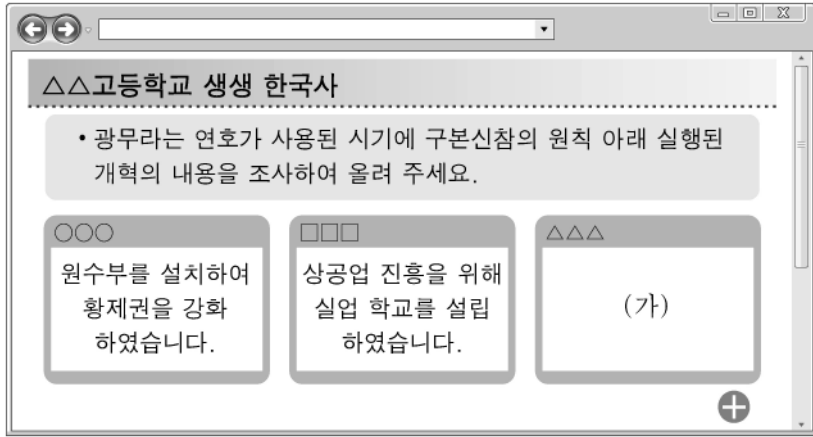 △△고등학교 생생 한국사
• 광무라는 연호가 사용된 시기에 구본신참의 원칙 아래 실행된
개혁의 내용을 조사하여 올려 주세요.
○○○
원수부를 설치하여
황제권을 강화
하였습니다.
□□□
상공업 진흥을 위해
실업 학교를 설립
하였습니다.
△△△
(가)